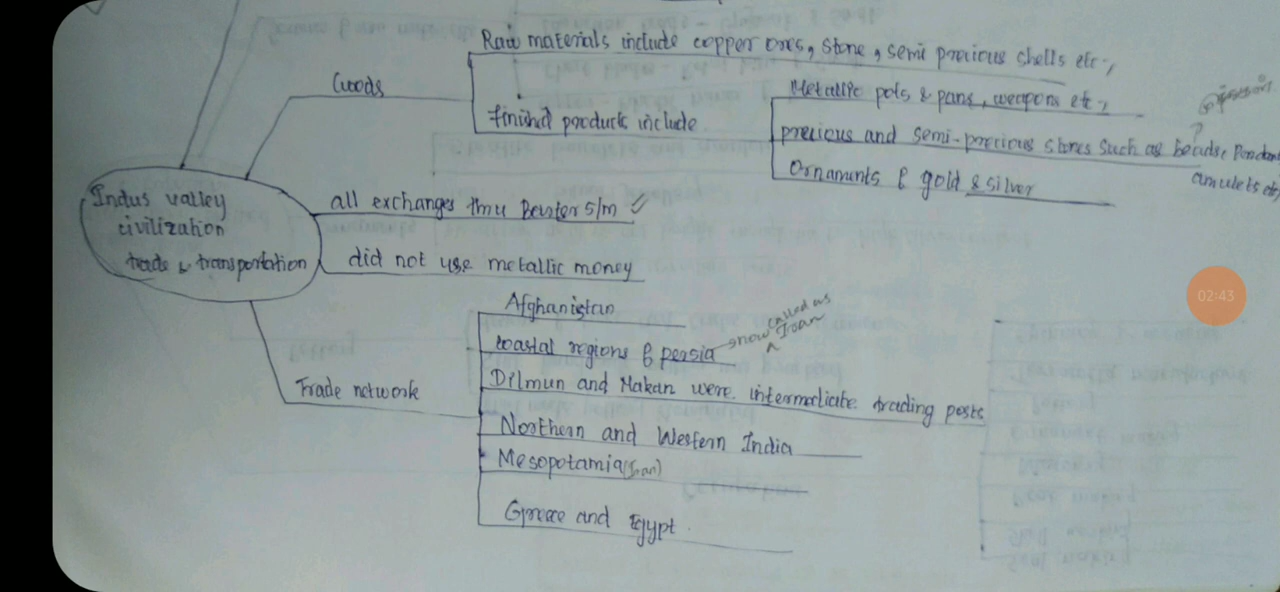 Raw materials include copper ores, stone, semi precious shells etc.,
Goods
Metallic pots & pans, weapons etc.,
finished products include
precious and semi-precious stones such as
amulets etc
Ornaments & gold & silver
Indus valley
civilization
trade & transportation
all exchanges thru Barter s/m
did not use metallic money
Afghanistan
coastal regions & persia now called as Iran
Trade network
Dilmun and Makan were intermediate trading posts
Northern and Western India
Mesopotamia
Greece and Egypt
02:43